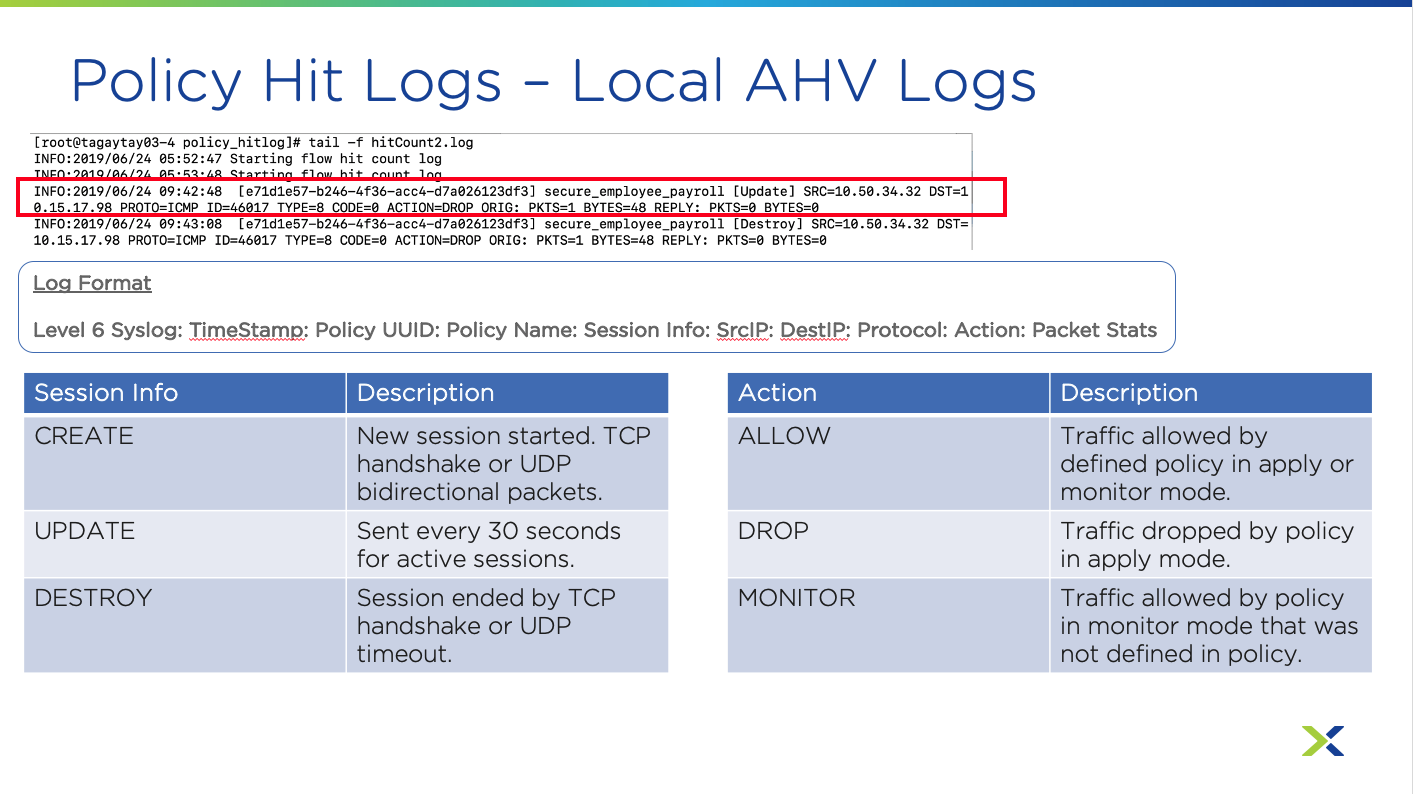 Policy Hit Logs – Local AHV Logs
[root@tagaytay03-4 policy_hitlog]# tail -f hitCount2.log
INFO:2019/06/24 05:52:47 Starting flow hit count log
INFO:2019/06/24 05:53:48 Starting flow hit count log
INFO:2019/06/24 09:42:48  [e71d1e57-b246-4f36-acc4-d7a026123df3] secure_employee_payroll [Update] SRC=10.50.34.32 DST=1
0.15.17.98 PROTO=ICMP ID=46017 TYPE=8 CODE=0 ACTION=DROP ORIG: PKTS=1 BYTES=48 REPLY: PKTS=0 BYTES=0
INFO:2019/06/24 09:43:08  [e71d1e57-b246-4f36-acc4-d7a026123df3] secure_employee_payroll [Destroy] SRC=10.50.34.32 DST=
10.15.17.98 PROTO=ICMP ID=46017 TYPE=8 CODE=0 ACTION=DROP ORIG: PKTS=1 BYTES=48 REPLY: PKTS=0 BYTES=0
Log Format
Level 6 Syslog: TimeStamp: Policy UUID: Policy Name: Session Info: SrcIP: DestIP: Protocol: Action: Packet Stats
Session Info
Description
CREATE
New session started. TCP
handshake or UDP
bidirectional packets.
UPDATE
Sent every 30 seconds
for active sessions.
DESTROY
Session ended by TCP
handshake or UDP
timeout.
Action
Description
ALLOW
Traffic allowed by
defined policy in apply or
monitor mode.
DROP
Traffic dropped by policy
in apply mode.
MONITOR
Traffic allowed by policy
in monitor mode that was
not defined in policy.